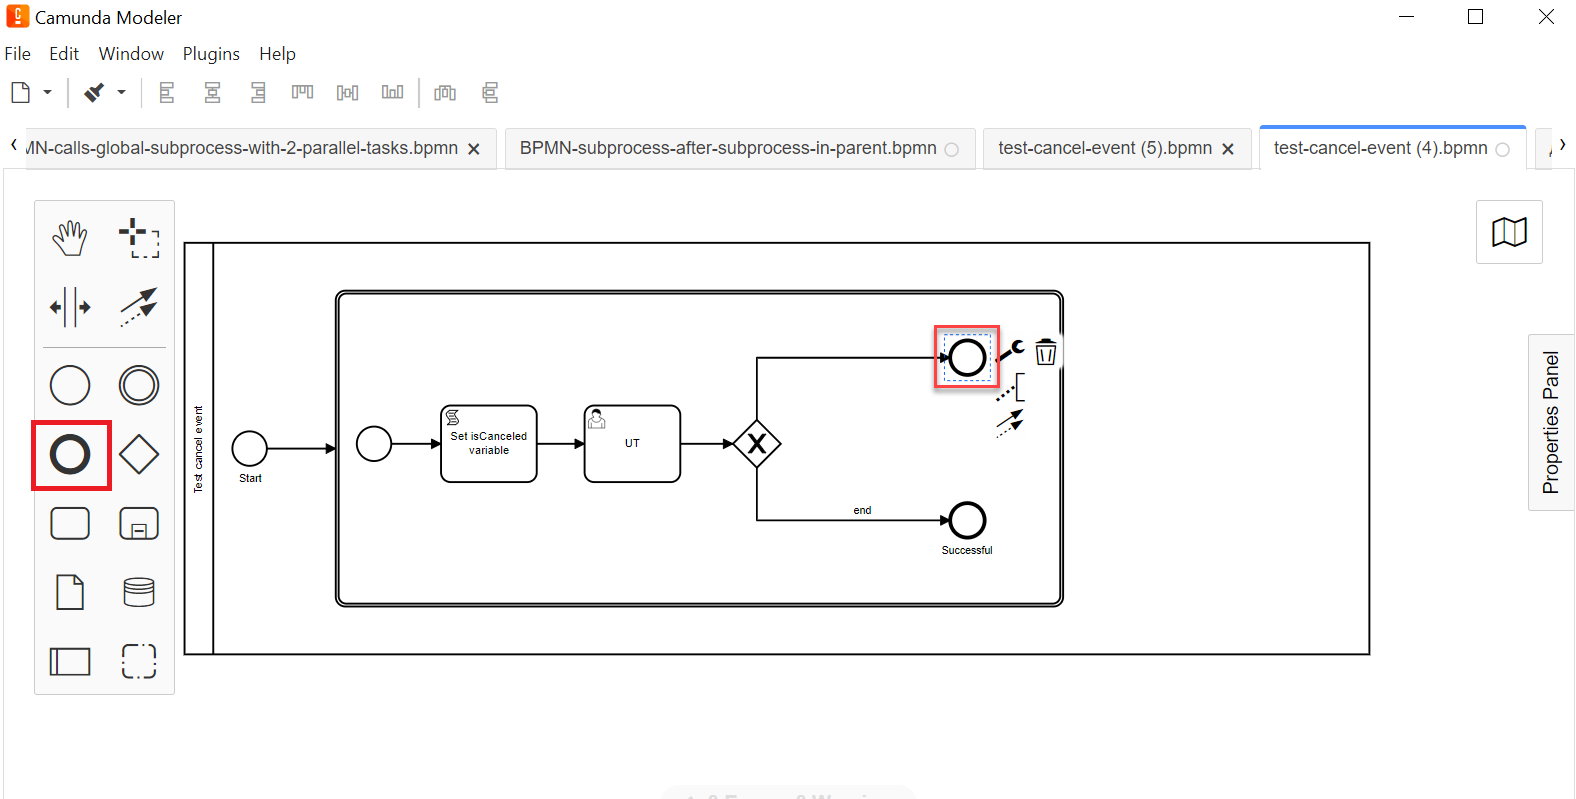 Camunda Modeler
File Edit Window Plugins Help
MN-calls-global-subprocess-with-2-parallel-tasks.bpmn
BPMN-subprocess-after-subprocess-in-parent.bpmn
test-cancel-event (5).bpmn
test-cancel-event (4).bpmn
Test cancel event
Start
Set isCanceled
variable
UT
end
Successful
Properties Panel